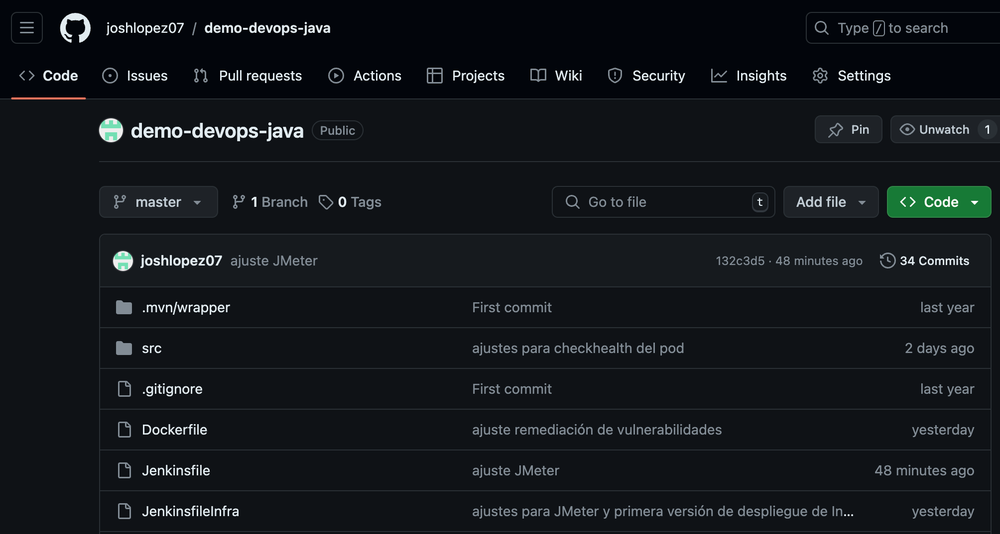 joshlopez07 / demo-devops-java
Type / to search
Code Issues Pull requests Actions Projects Wiki Security Insights Settings
demo-devops-java Public
Pin Unwatch 1
master 1 Branch 0 Tags
Go to file t Add file Code
joshlopez07 ajuste JMeter 132c3d5 · 48 minutes ago 34 Commits
.mvn/wrapper First commit last year
src ajustes para checkhealth del pod 2 days ago
.gitignore First commit last year
Dockerfile ajuste remediación de vulnerabilidades yesterday
Jenkinsfile ajuste JMeter 48 minutes ago
JenkinsfileInfra ajustes para JMeter y primera versión de despliegue de In... yesterday